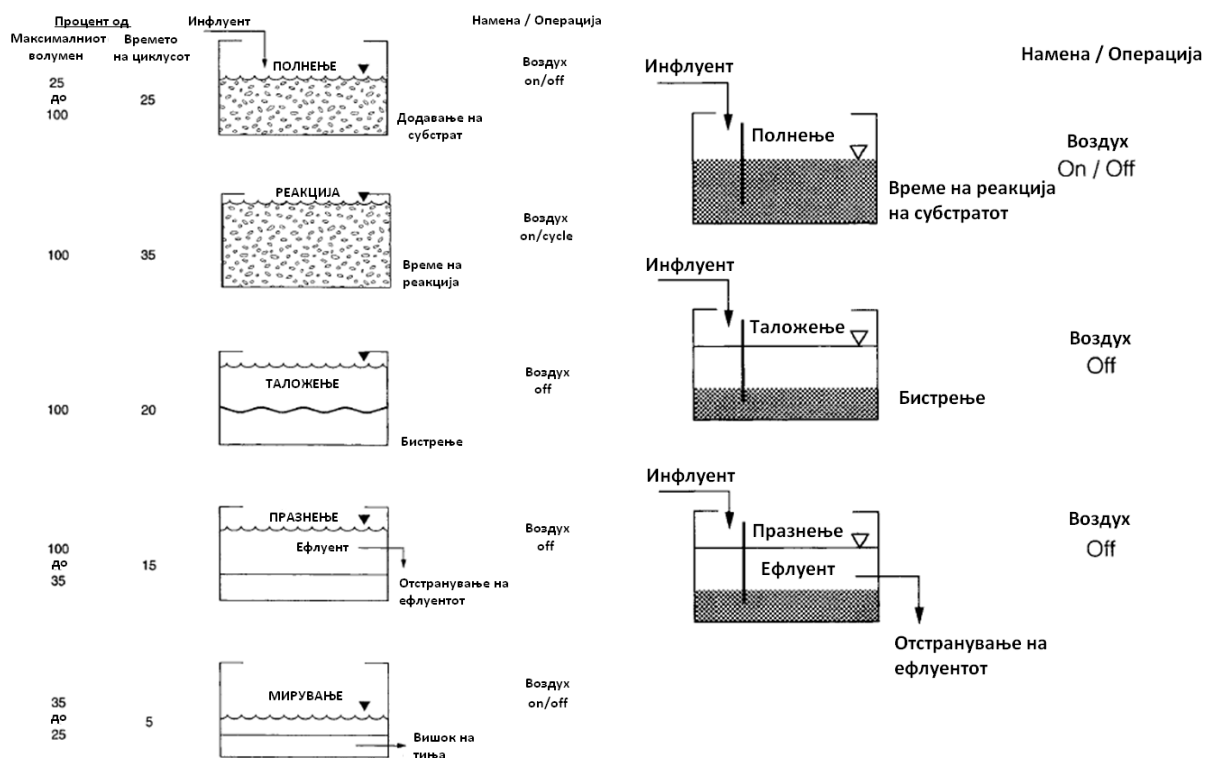 Процент од
Максималниот
волумен
Времето
на циклусот
Инфлуент
Намена / Операција
25
до
100
25
ПОЛНЕЊЕ
Воздух
on/off
Додавање на
субстрат
100
35
РЕАКЦИЈА
Воздух
on/cycle
Време на
реакција
100
20
ТАЛОЖЕЊЕ
Воздух
off
Бистрење
100
до
35
15
ПРАЗНЕЊЕ
Ефлуент
Воздух
off
Отстранување на
ефлуентот
35
до
25
5
МИРУВАЊЕ
Воздух
on/off
Вишок на
тиња
Намена / Операција
Инфлуент
Полнење
Воздух
On / Off
Време на реакција
на субстратот
Инфлуент
Таложење
Воздух
Off
Бистрење
Инфлуент
Празнење
Ефлуент
Воздух
Off
Отстранување на
ефлуентот